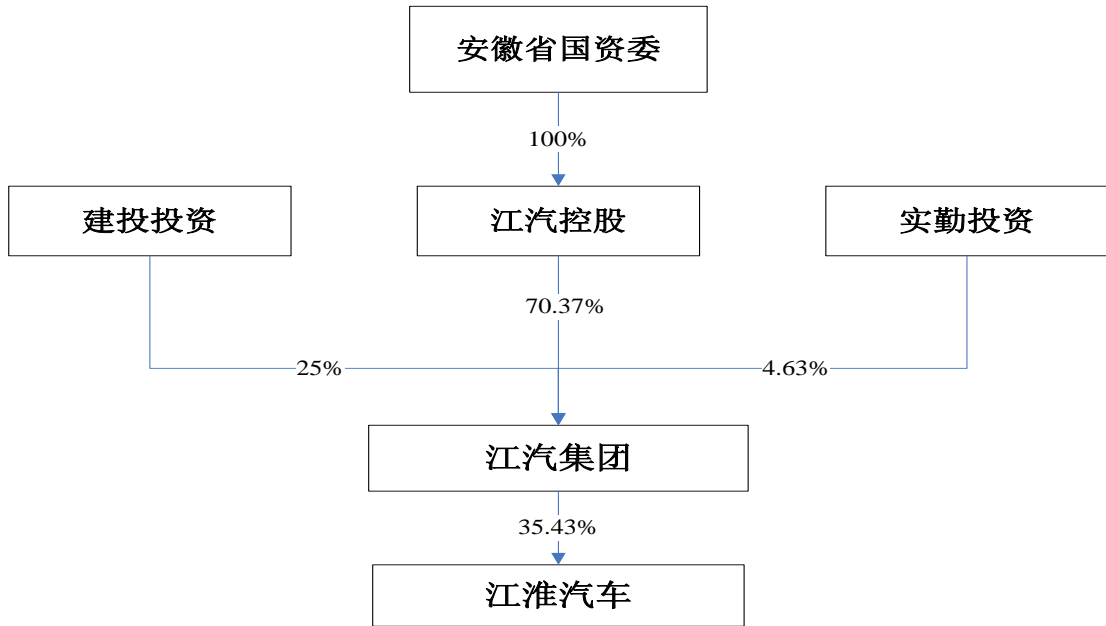 安徽省国资委
100%
建投投资
江汽控股
实勤投资
70.37%
25%
4.63%
江汽集团
35.43%
江淮汽车